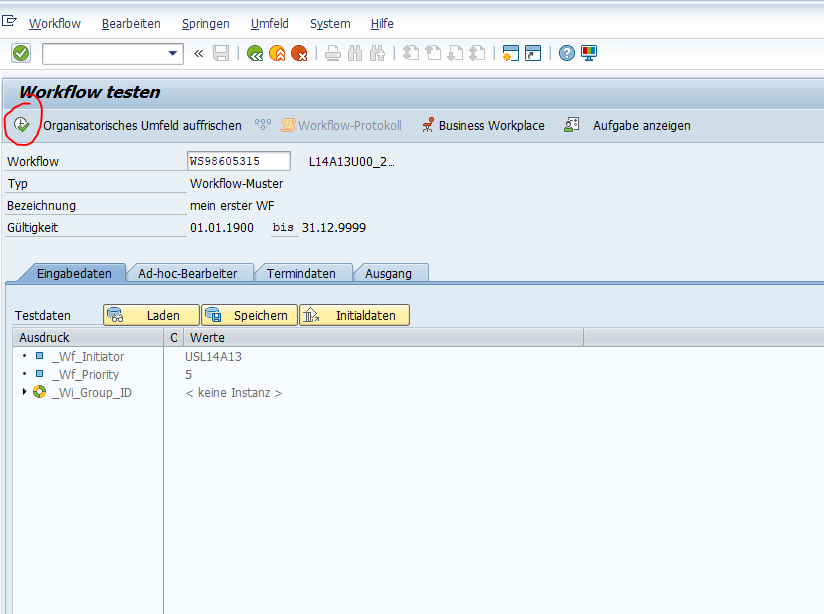 Workflow Bearbeiten Springen Umfeld System Hilfe
Workflow testen
Organisatorisches Umfeld auffrischen Workflow-Protokoll Business Workplace Aufgabe anzeigen
Workflow WS98605315 L14A13U00_2...
Typ Workflow-Muster
Bezeichnung mein erster WF
Gültigkeit 01.01.1900 bis 31.12.9999
Eingabedaten Ad-hoc-Bearbeiter Termindaten Ausgang
Testdaten Laden Speichern Initialdaten
Ausdruck C Werte
_Wf_Initiator USL14A13
_Wf_Priority 5
_Wi_Group_ID < keine Instanz >